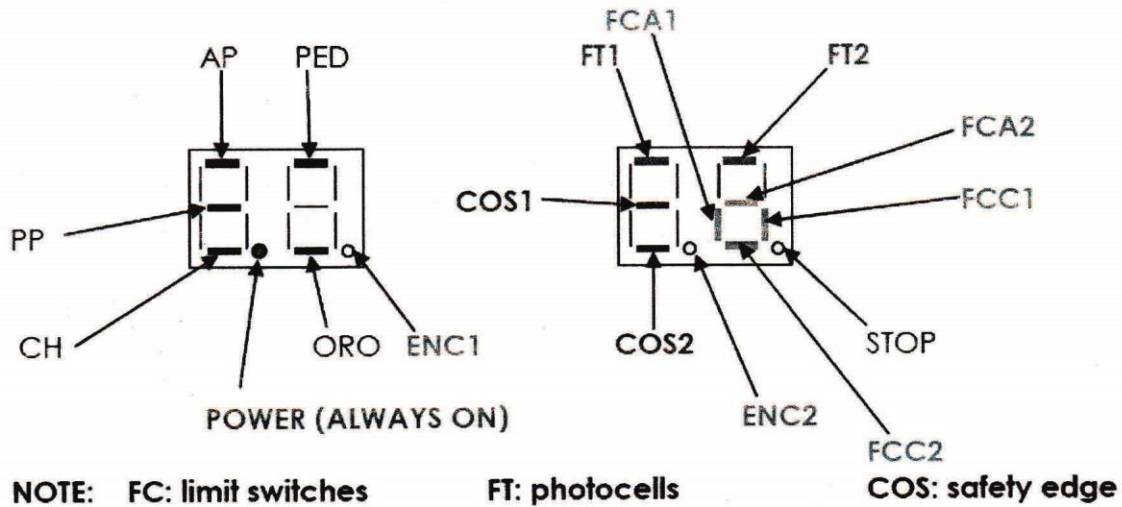 FCA1
AP PED FT1 FT2
FCA2
COS1 FCC1
PP
CH ORO ENC1 COS2 STOP
POWER (ALWAYS ON) ENC2
FCC2
NOTE: FC: limit switches FT: photocells COS: safety edge